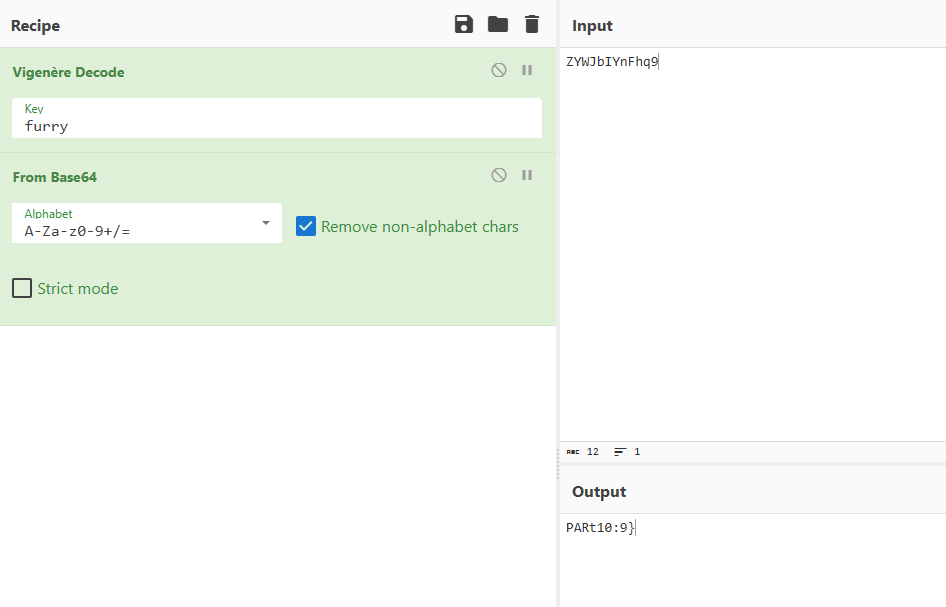 Recipe
Vigenère Decode
Key
furry
From Base64
Alphabet
A-Za-z0-9+/=
Remove non-alphabet chars
Strict mode
Input
ZYWJbIYnFhq9
ABC 12 1
Output
PARt10:9}